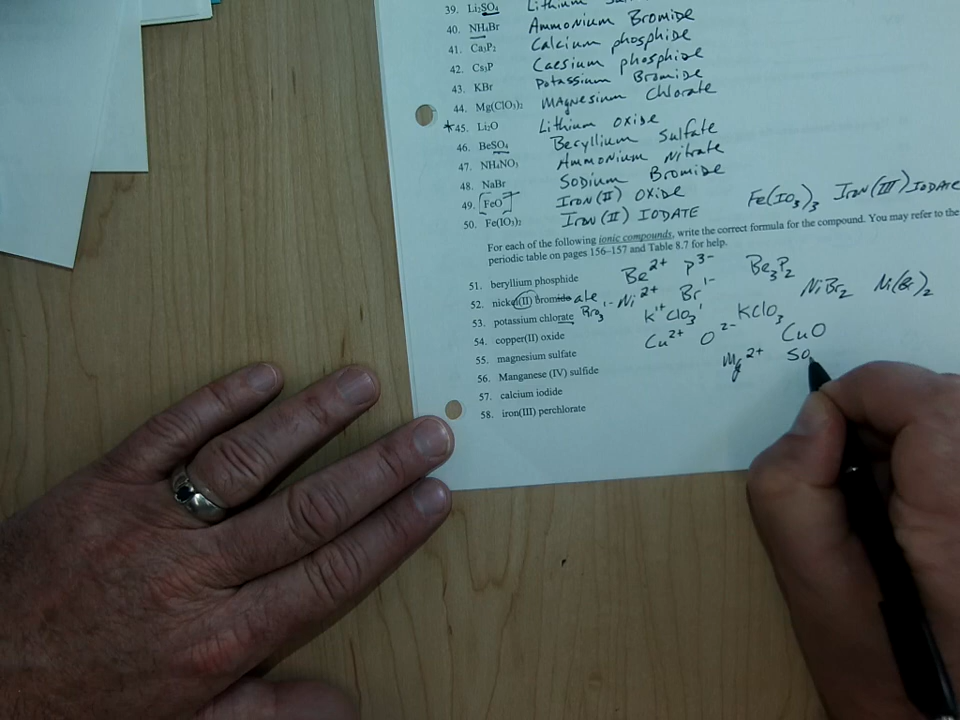 39. Li₂SO₄ Lithium
40. NH₄Br Ammonium Bromide
41. Ca₃P₂ Calcium phosphide
42. Cs₃P Caesium phosphide
43. KBr Potassium Bromide
44. Mg(ClO₃)₂ Magnesium Chlorate
*45. Li₂O Lithium Oxide
46. BeSO₄ Beryllium Sulfate
47. NH₄NO₃ Ammonium Nitrate
48. NaBr Sodium Bromide
49. [FeO] Iron (II) Oxide
50. Fe(IO₃)₂ Iron (II) IODATE Fe(IO₃)₃ Iron (III) IODATE
For each of the following ionic compounds, write the correct formula for the compound. You may refer to the
periodic table on pages 156–157 and Table 8.7 for help.
51. beryllium phosphide Be²⁺ P³⁻ Be₃P₂
52. nickel(II) bromide ate Ni²⁺ Br¹⁻ NiBr₂ Ni(Br)₂
53. potassium chlorate BrO₃¹⁻ K¹⁺ ClO₃¹ KClO₃
54. copper(II) oxide Cu²⁺ O²⁻ CuO
55. magnesium sulfate Mg²⁺ SO
56. Manganese (IV) sulfide
57. calcium iodide
58. iron(III) perchlorate